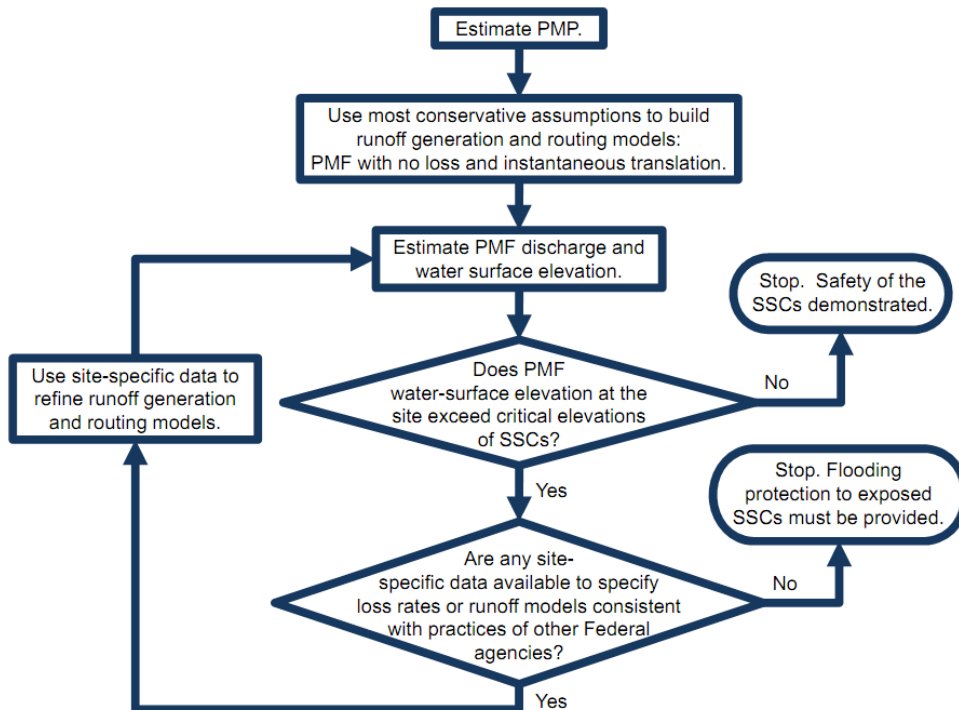 Estimate PMP.
Use most conservative assumptions to build
runoff generation and routing models:
PMF with no loss and instantaneous translation.
Estimate PMF discharge and
water surface elevation.
Stop.  Safety of the
SSCs demonstrated.
Use site-specific data to
refine runoff generation
and routing models.
Does PMF
water-surface elevation at the
site exceed critical elevations
of SSCs?
No
Yes
Stop. Flooding
protection to exposed
SSCs must be provided.
Are any site-
specific data available to specify
loss rates or runoff models consistent
with practices of other Federal
agencies?
No
Yes